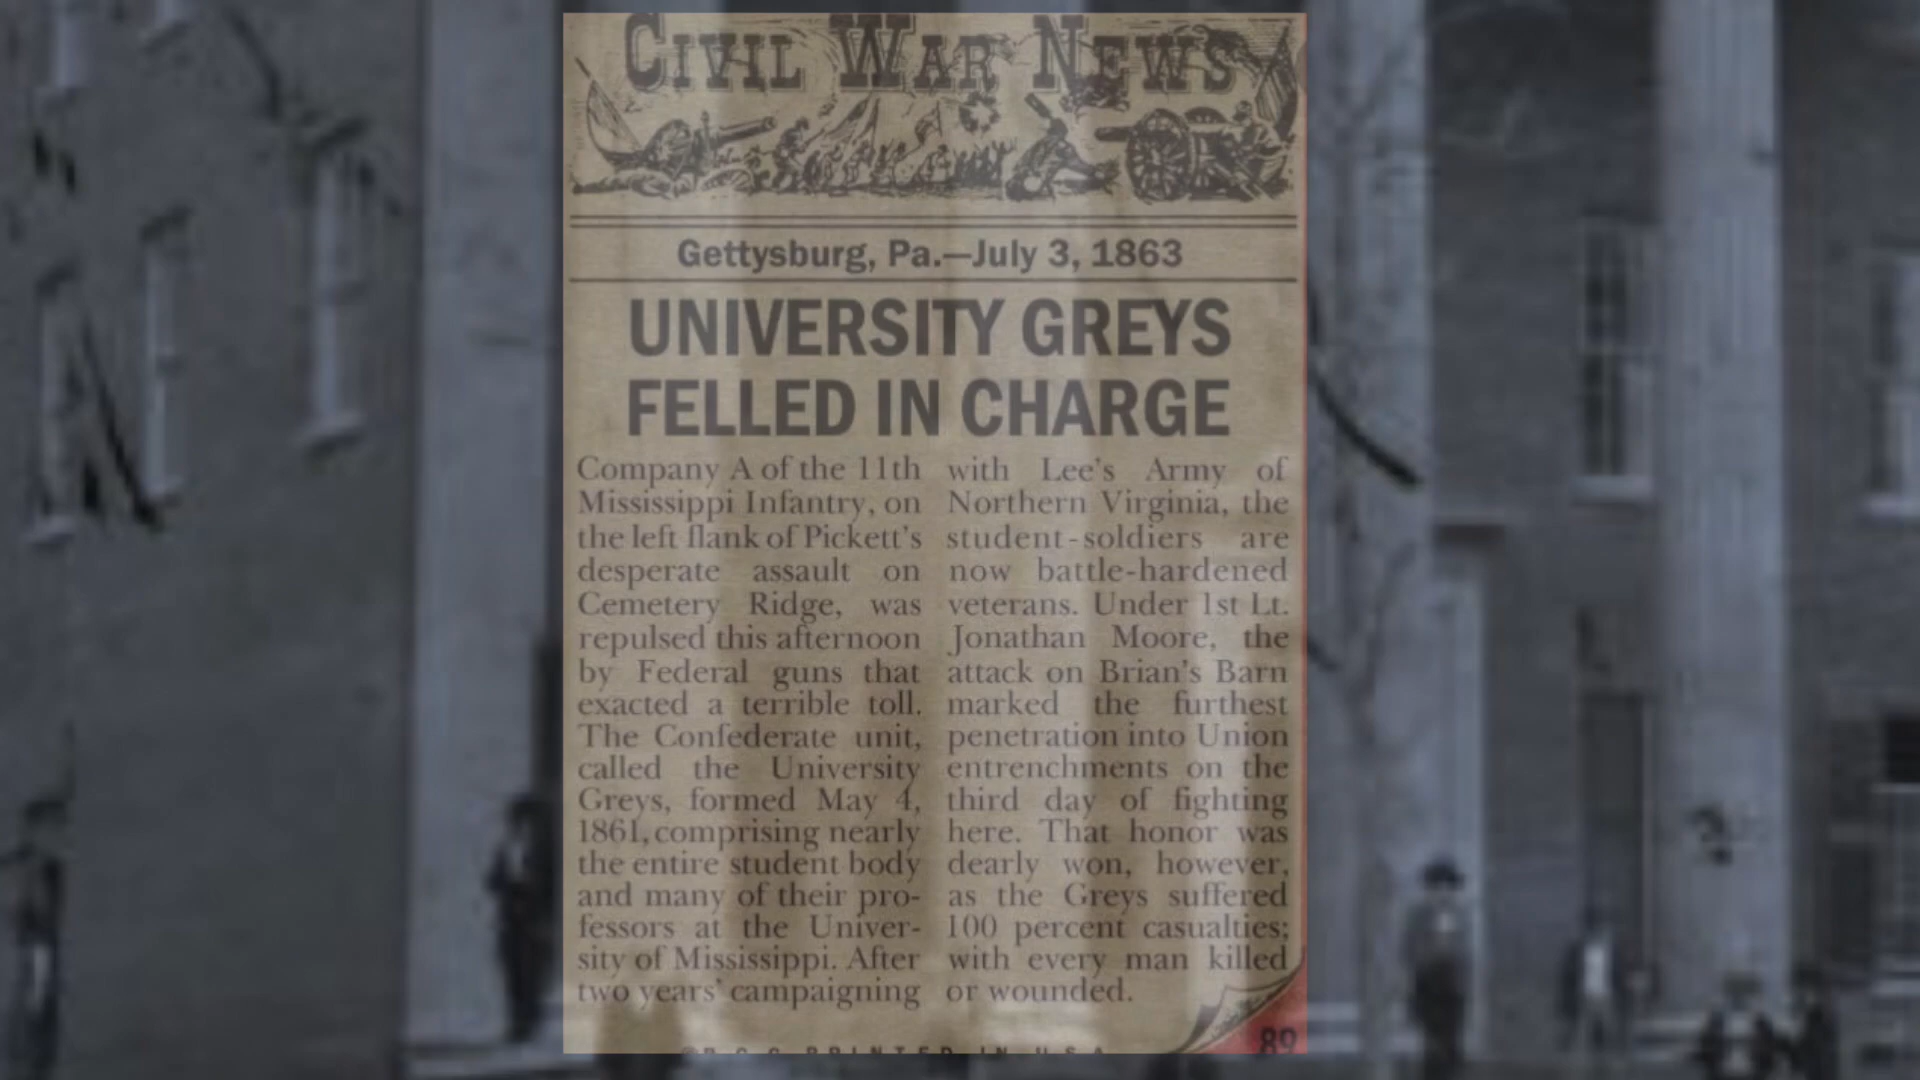 CIVIL WAR NEWS
Gettysburg, Pa.—July 3, 1863
UNIVERSITY GREYS
FELLED IN CHARGE
Company A of the 11th
Mississippi Infantry, on
the left flank of Pickett's
desperate assault on
Cemetery Ridge, was
repulsed this afternoon
by Federal guns that
exacted a terrible toll.
The Confederate unit,
called the University
Greys, formed May 4,
1861, comprising nearly
the entire student body
and many of their pro-
fessors at the Univer-
sity of Mississippi. After
two years' campaigning
with Lee's Army of
Northern Virginia, the
student-soldiers are
now battle-hardened
veterans. Under 1st Lt.
Jonathan Moore, the
attack on Brian's Barn
marked the furthest
penetration into Union
entrenchments on the
third day of fighting
here. That honor was
dearly won, however,
as the Greys suffered
100 percent casualties;
with every man killed
or wounded.
PRINTED IN U.S.A.
89